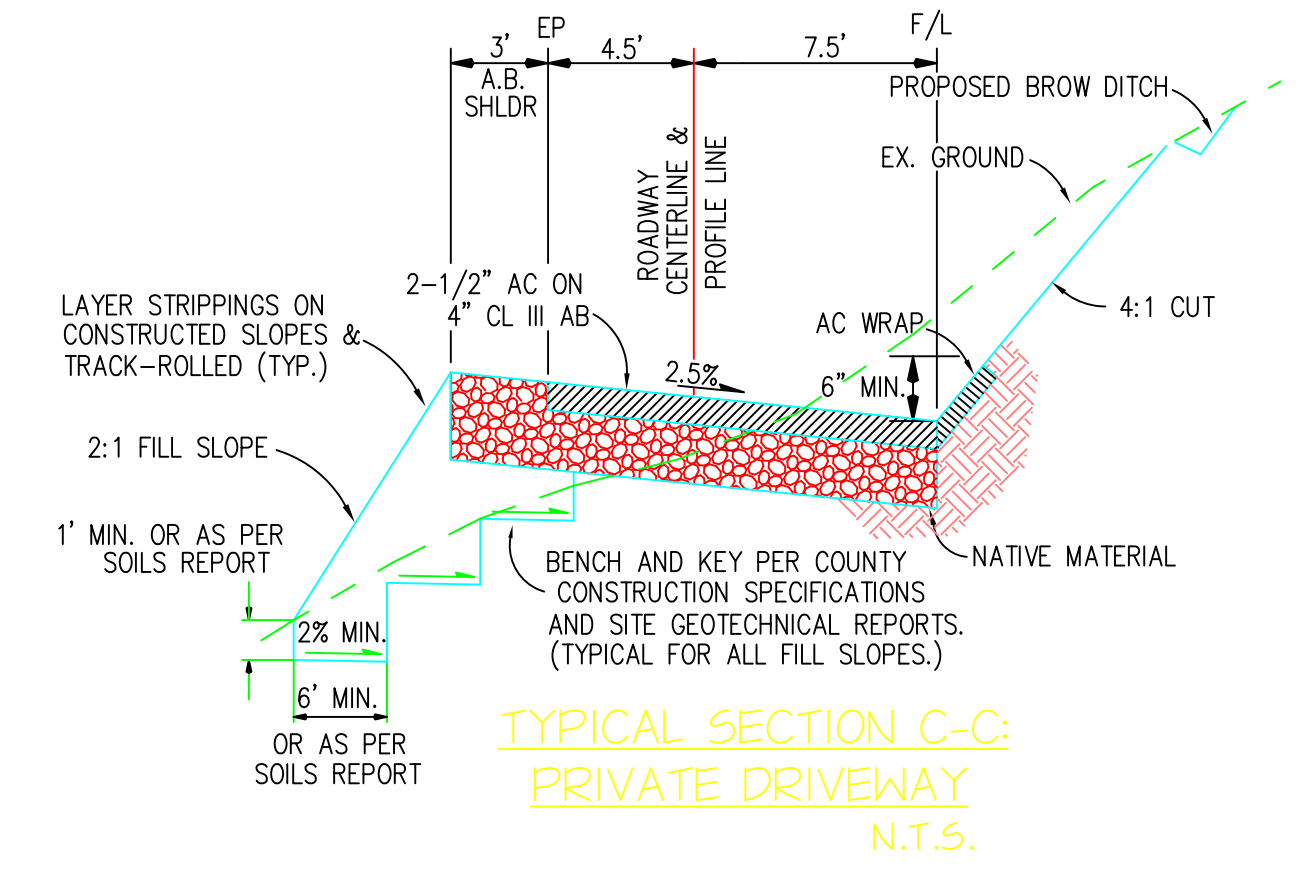 3'
EP
4.5'
7.5'
F/L
A.B.
SHLDR
PROPOSED BROW DITCH
EX. GROUND
ROADWAY
CENTERLINE &
PROFILE LINE
2-1/2" AC ON
4" CL III AB
LAYER STRIPPINGS ON
CONSTRUCTED SLOPES &
TRACK-ROLLED (TYP.)
4:1 CUT
AC WRAP
2.5%
6" MIN.
2:1 FILL SLOPE
1' MIN. OR AS PER
SOILS REPORT
NATIVE MATERIAL
BENCH AND KEY PER COUNTY
CONSTRUCTION SPECIFICATIONS
AND SITE GEOTECHNICAL REPORTS.
(TYPICAL FOR ALL FILL SLOPES.)
2% MIN.
6' MIN.
OR AS PER
SOILS REPORT
TYPICAL SECTION C-C:
PRIVATE DRIVEWAY
N.T.S.